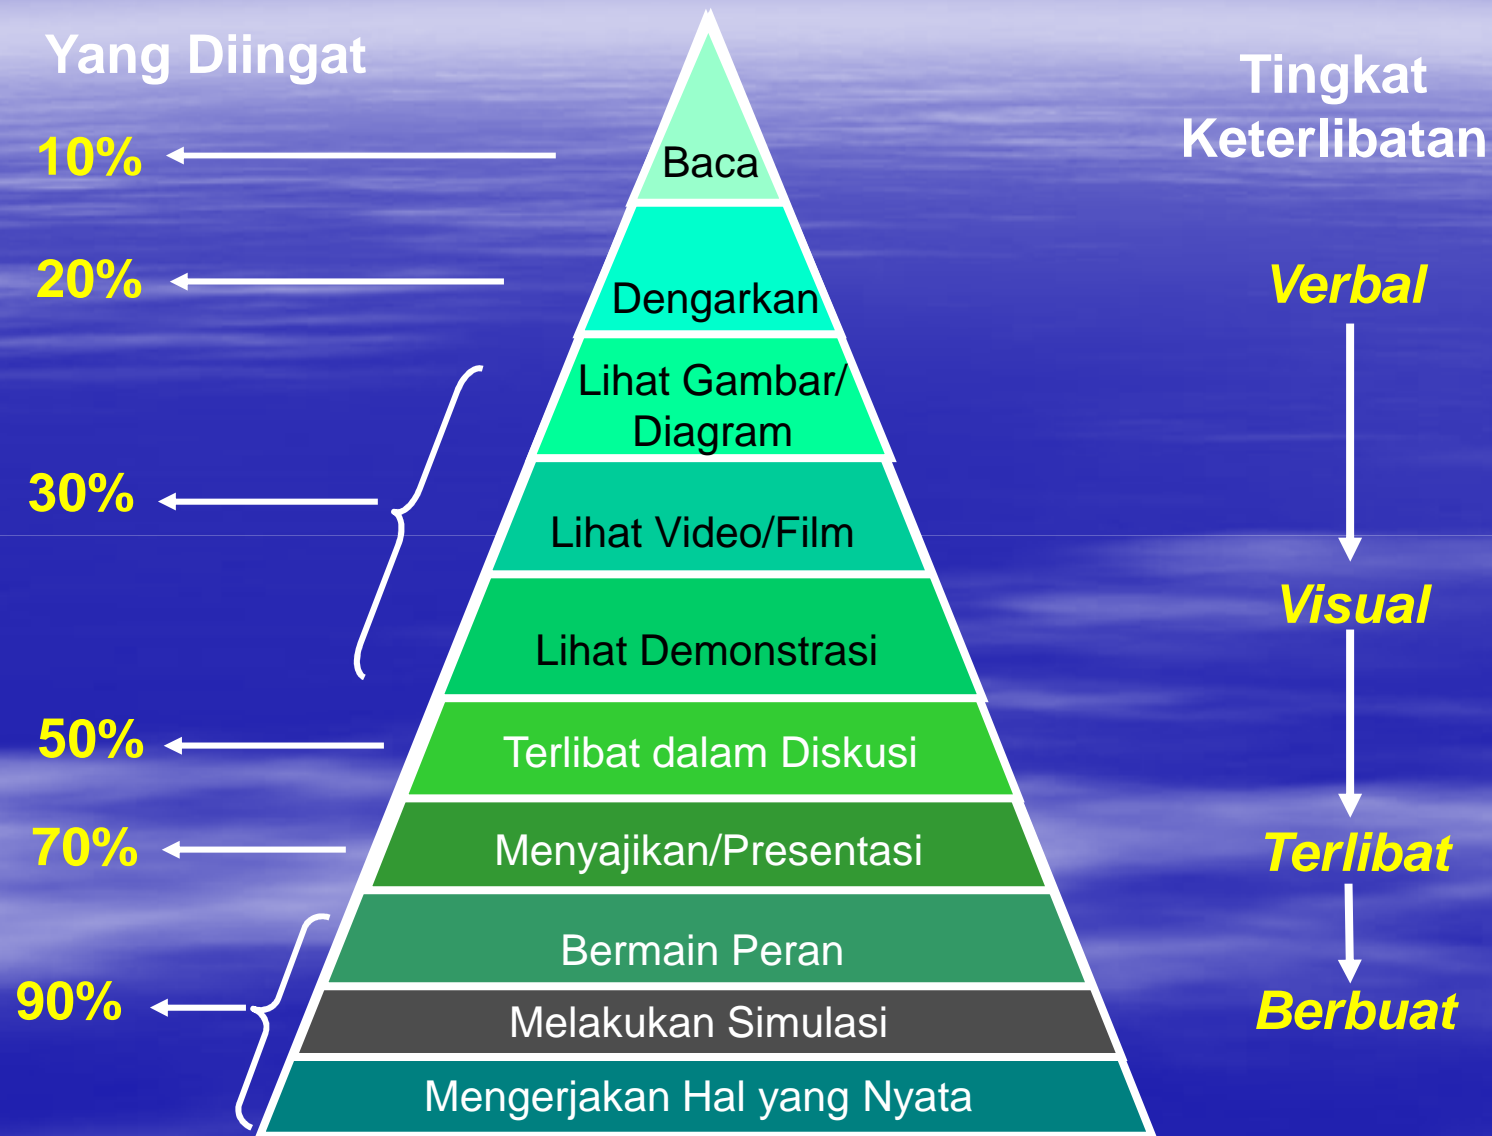 Yang Diingat
Tingkat
Keterlibatan
10%
Baca
20%
Dengarkan
Verbal
Lihat Gambar/
Diagram
30%
Lihat Video/Film
Visual
Lihat Demonstrasi
50%
Terlibat dalam Diskusi
70%
Menyajikan/Presentasi
Terlibat
Bermain Peran
90%
Melakukan Simulasi
Berbuat
Mengerjakan Hal yang Nyata